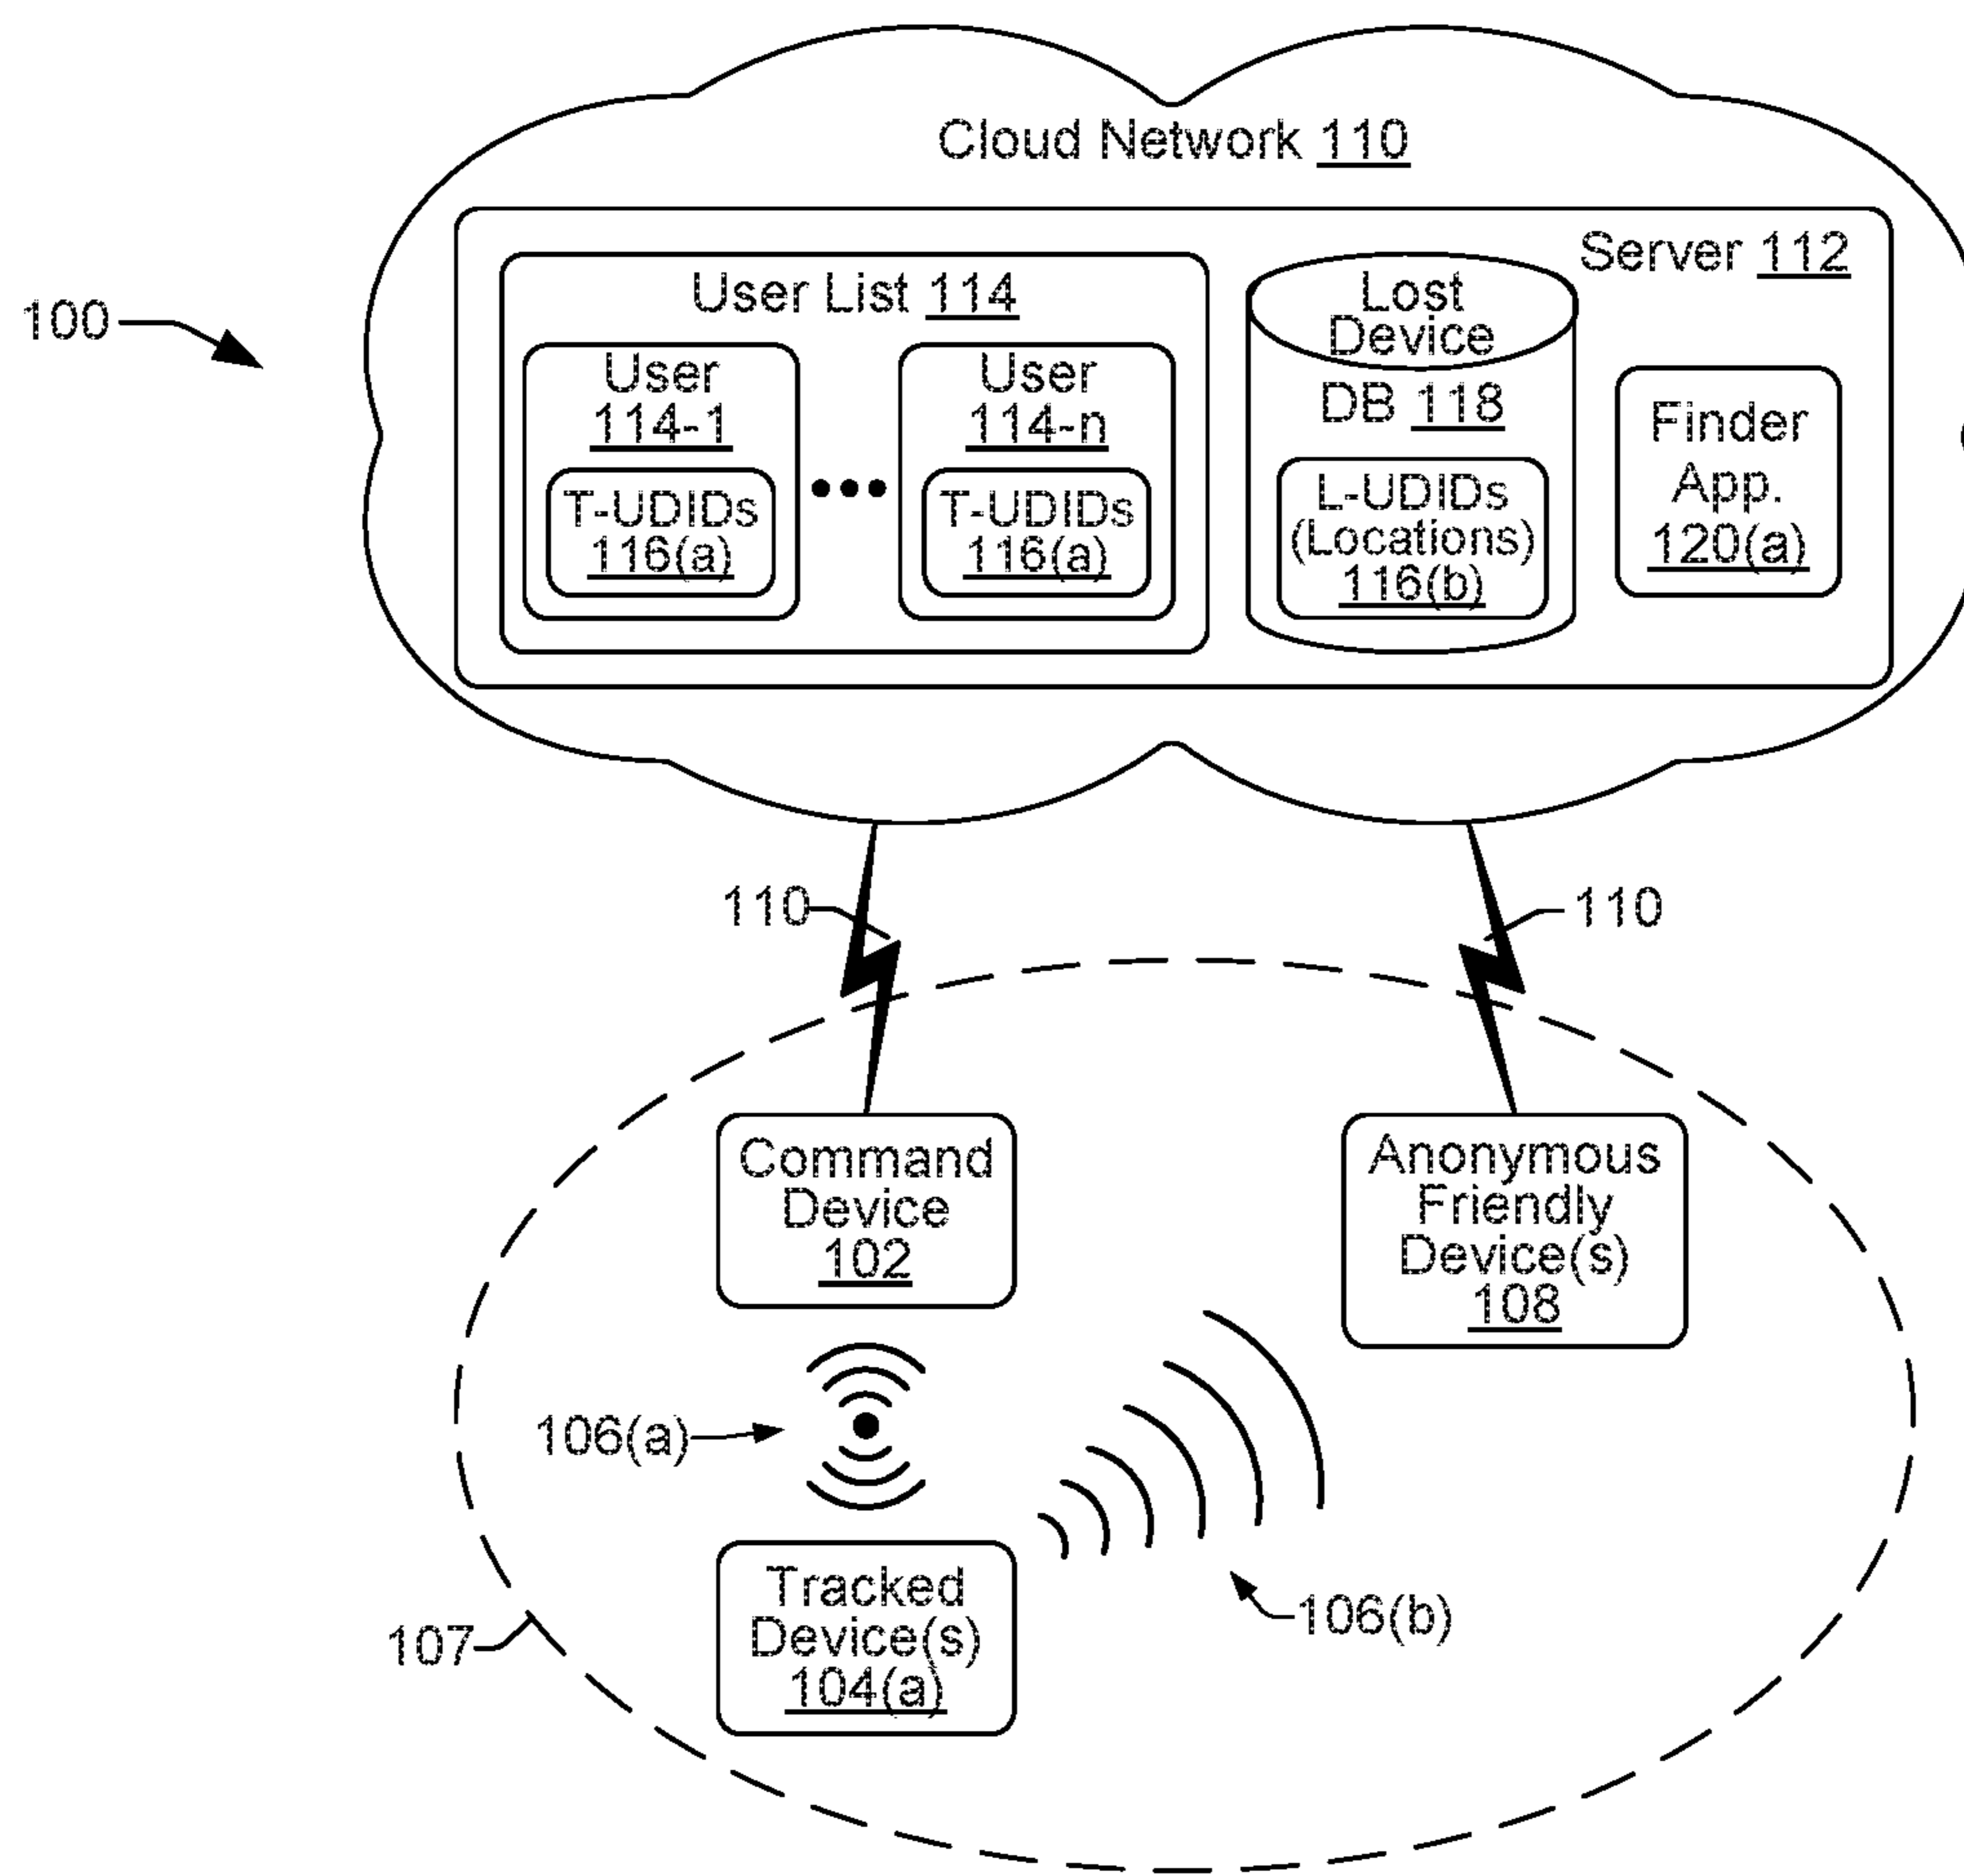 Cloud Network 110
Server 112
100
User List 114
User
114-1
T-UDIDs
116(a)
User
114-n
T-UDIDs
116(a)
Lost
Device
DB 118
L-UDIDs
(Locations)
116(b)
Finder
App.
120(a)
110
110
Command
Device
102
Anonymous
Friendly
Device(s)
108
106(a)
106(b)
Tracked
Device(s)
104(a)
107